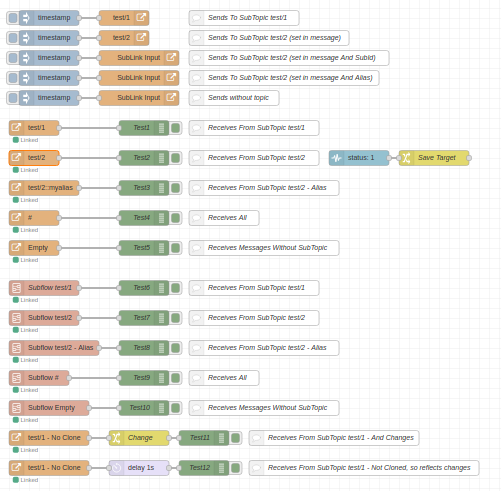 timestamp test/1 Sends To SubTopic test/1
timestamp test/2 Sends To SubTopic test/2 (set in message)
timestamp SubLink Input Sends To SubTopic test/2 (set in message And SubId)
timestamp SubLink Input Sends To SubTopic test/2 (set in message And Alias)
timestamp SubLink Input Sends without topic
test/1 Test1 Receives From SubTopic test/1
Linked
test/2 Test2 Receives From SubTopic test/2 status: 1 Save Target
Linked
test/2::myalias Test3 Receives From SubTopic test/2 - Alias
Linked
# Test4 Receives All
Linked
Empty Test5 Receives Messages Without SubTopic
Linked
Subflow test/1 Test6 Receives From SubTopic test/1
Linked
Subflow test/2 Test7 Receives From SubTopic test/2
Linked
Subflow test/2 - Alias Test8 Receives From SubTopic test/2 - Alias
Linked
Subflow # Test9 Receives All
Linked
Subflow Empty Test10 Receives Messages Without SubTopic
Linked
test/1 - No Clone Change Test11 Receives From SubTopic test/1 - And Changes
Linked
test/1 - No Clone delay 1s Test12 Receives From SubTopic test/1 - Not Cloned, so reflects changes
Linked